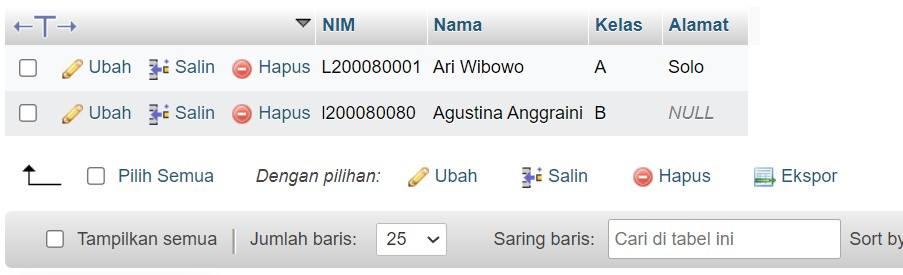 NIM Nama Kelas Alamat
Ubah Salin Hapus L200080001 Ari Wibowo A Solo
Ubah Salin Hapus l200080080 Agustina Anggraini B NULL
Pilih Semua Dengan pilihan: Ubah Salin Hapus Ekspor
Tampilkan semua Jumlah baris: 25 Saring baris: Cari di tabel ini Sort by